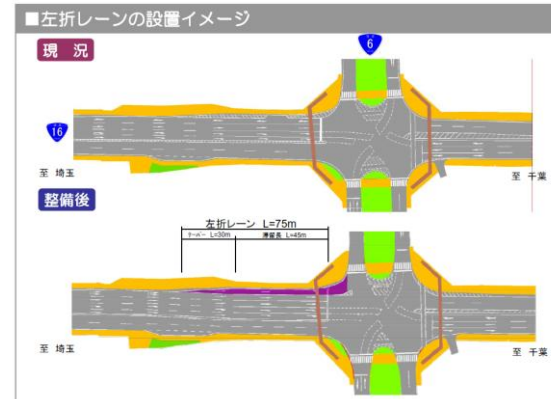 ■左折レーンの設置イメージ
現 況
6
16
至 埼玉
至 千葉
整備後
左折レーン L=75m
テーパー L=30m
滞留長 L=45m
至 埼玉
至 千葉